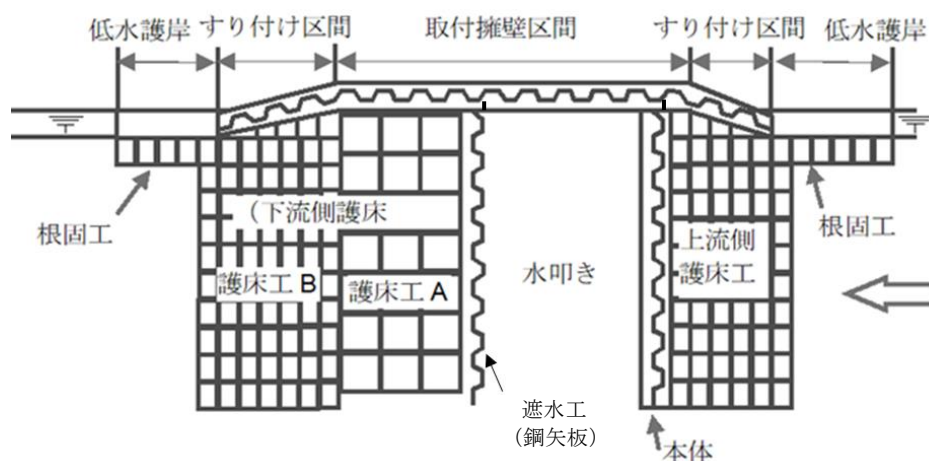 低水護岸
すり付け区間
取付擁壁区間
すり付け区間
低水護岸
根固工
(下流側護床
護床工 B
護床工 A
水叩き
上流側
護床工
根固工
遮水工
(鋼矢板)
本体